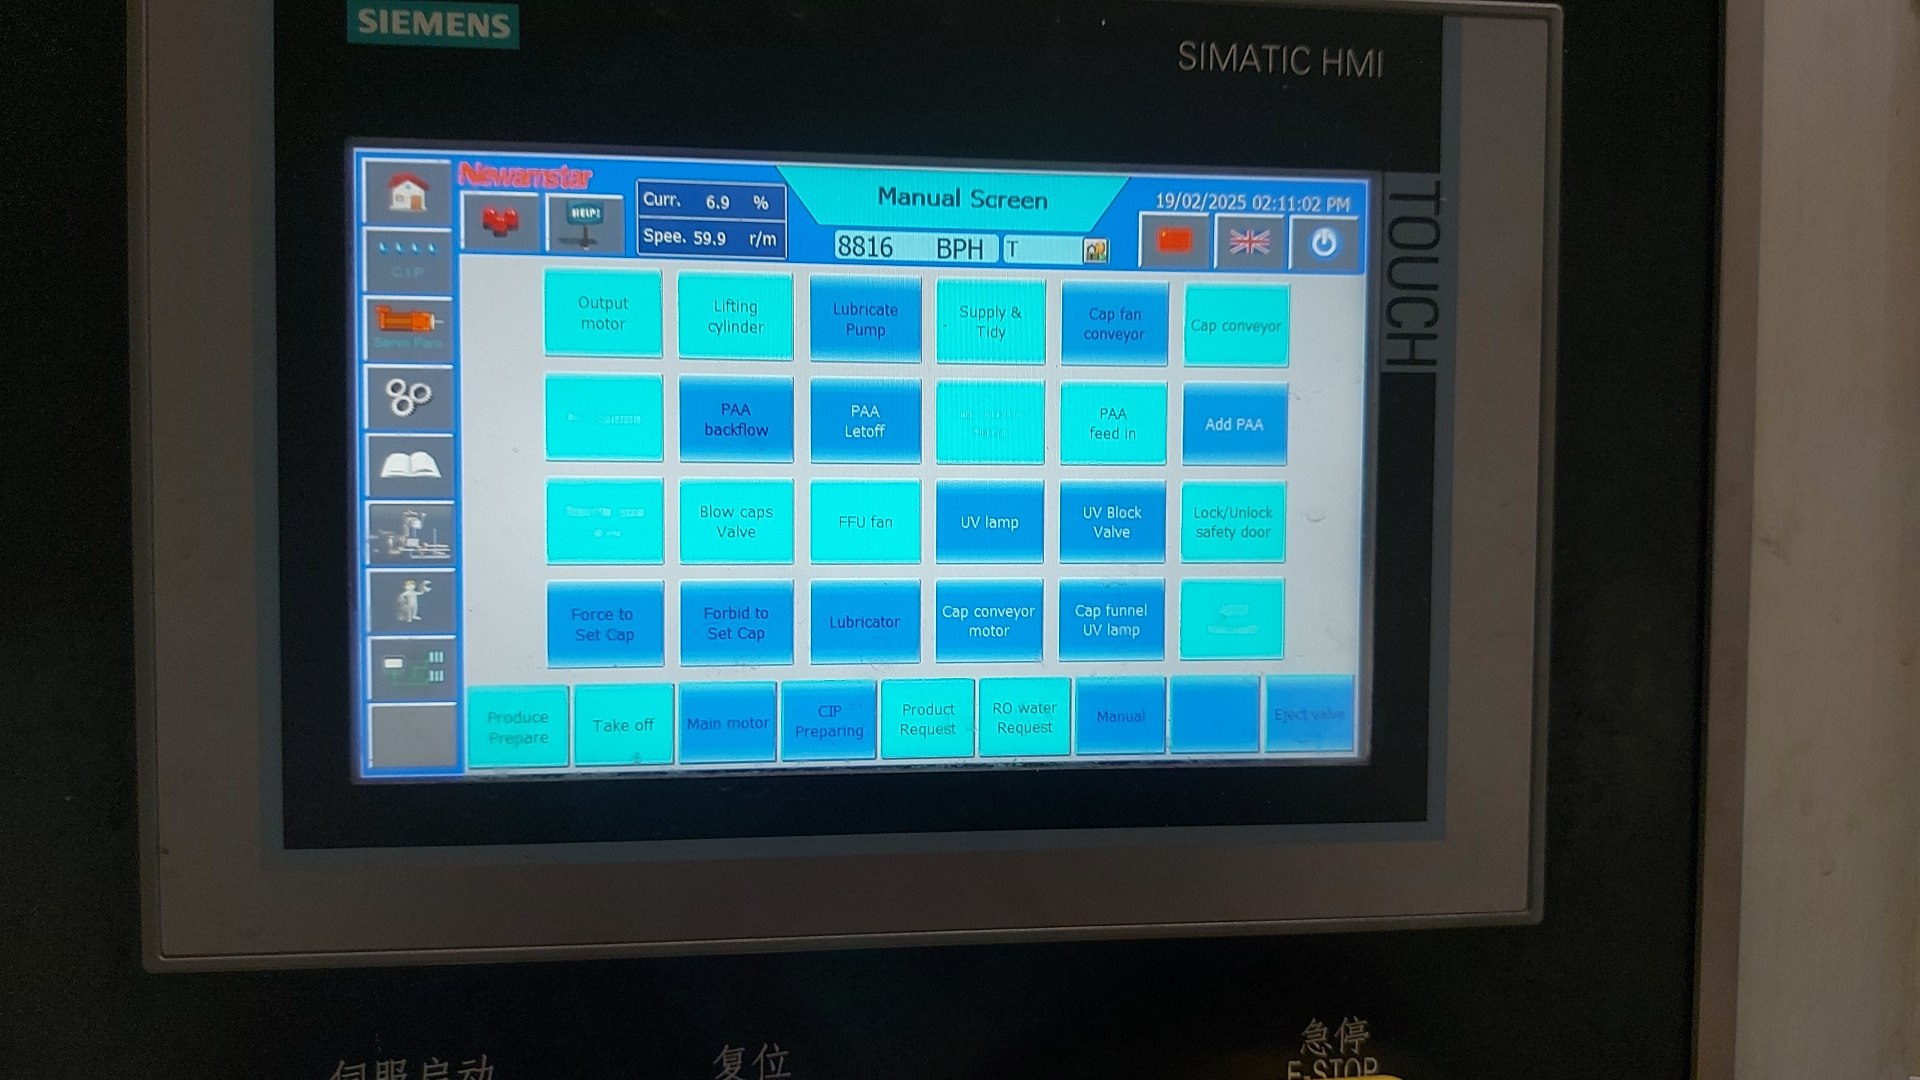 SIEMENS
SIMATIC HMI
TOUCH
Newamstar
HELP!
Curr. 6.9 %
Spee. 59.9 r/m
Manual Screen
8816 BPH T
19/02/2025 02:11:02 PM
CIP
Servo Para
Output
motor
Lifting
cylinder
Lubricate
Pump
Supply &
Tidy
Cap fan
conveyor
Cap conveyor
PAA
backflow
PAA
Letoff
PAA
feed in
Add PAA
Blow caps
Valve
FFU fan
UV lamp
UV Block
Valve
Lock/Unlock
safety door
Force to
Set Cap
Forbid to
Set Cap
Lubricator
Cap conveyor
motor
Cap funnel
UV lamp
Produce
Prepare
Take off
Main motor
CIP
Preparing
Product
Request
RO water
Request
Manual
Eject valve
伺服启动
复位
急停
E-STOP